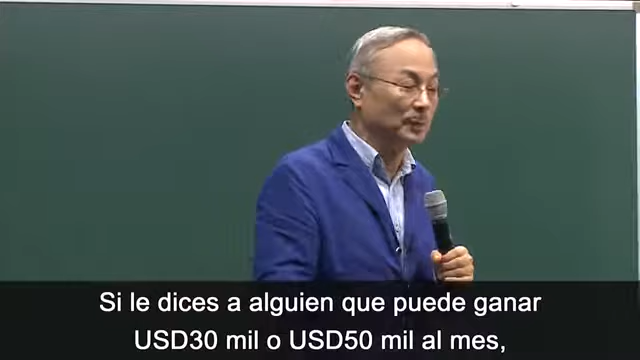 Si le dices a alguien que puede ganar
USD30 mil o USD50 mil al mes,